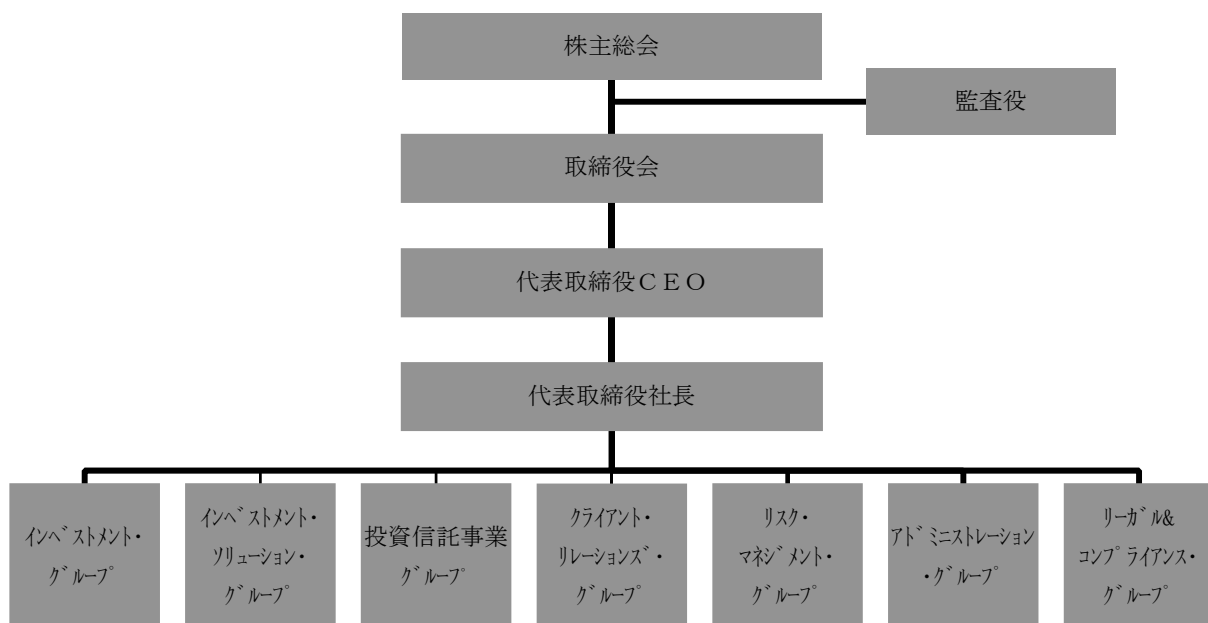 株主総会
監査役
取締役会
代表取締役CEO
代表取締役社長
インベストメント・
グループ
インベストメント・
ソリューション・
グループ
投資信託事業
グループ
クライアント・
リレーションズ・
グループ
リスク・
マネジメント・
グループ
アドミニストレーション
・グループ
リーガル&
コンプライアンス・
グループ